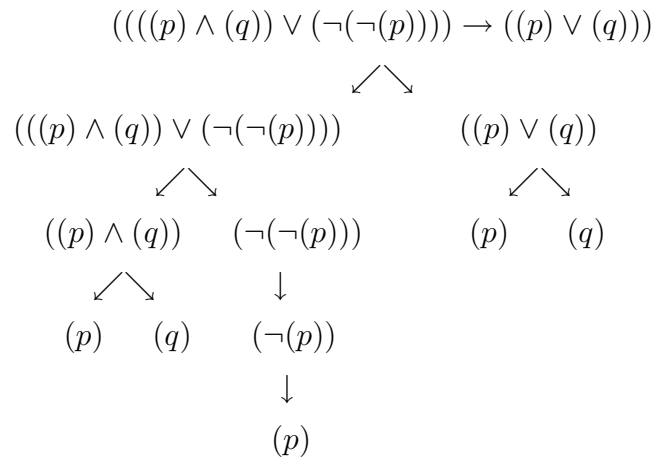 ((((p) ∧ (q)) ∨ (¬(¬(p)))) → ((p) ∨ (q)))
(((p) ∧ (q)) ∨ (¬(¬(p)))) ((p) ∨ (q))
((p) ∧ (q)) (¬(¬(p))) (p) (q)
(p) (q) (¬(p))
(p)